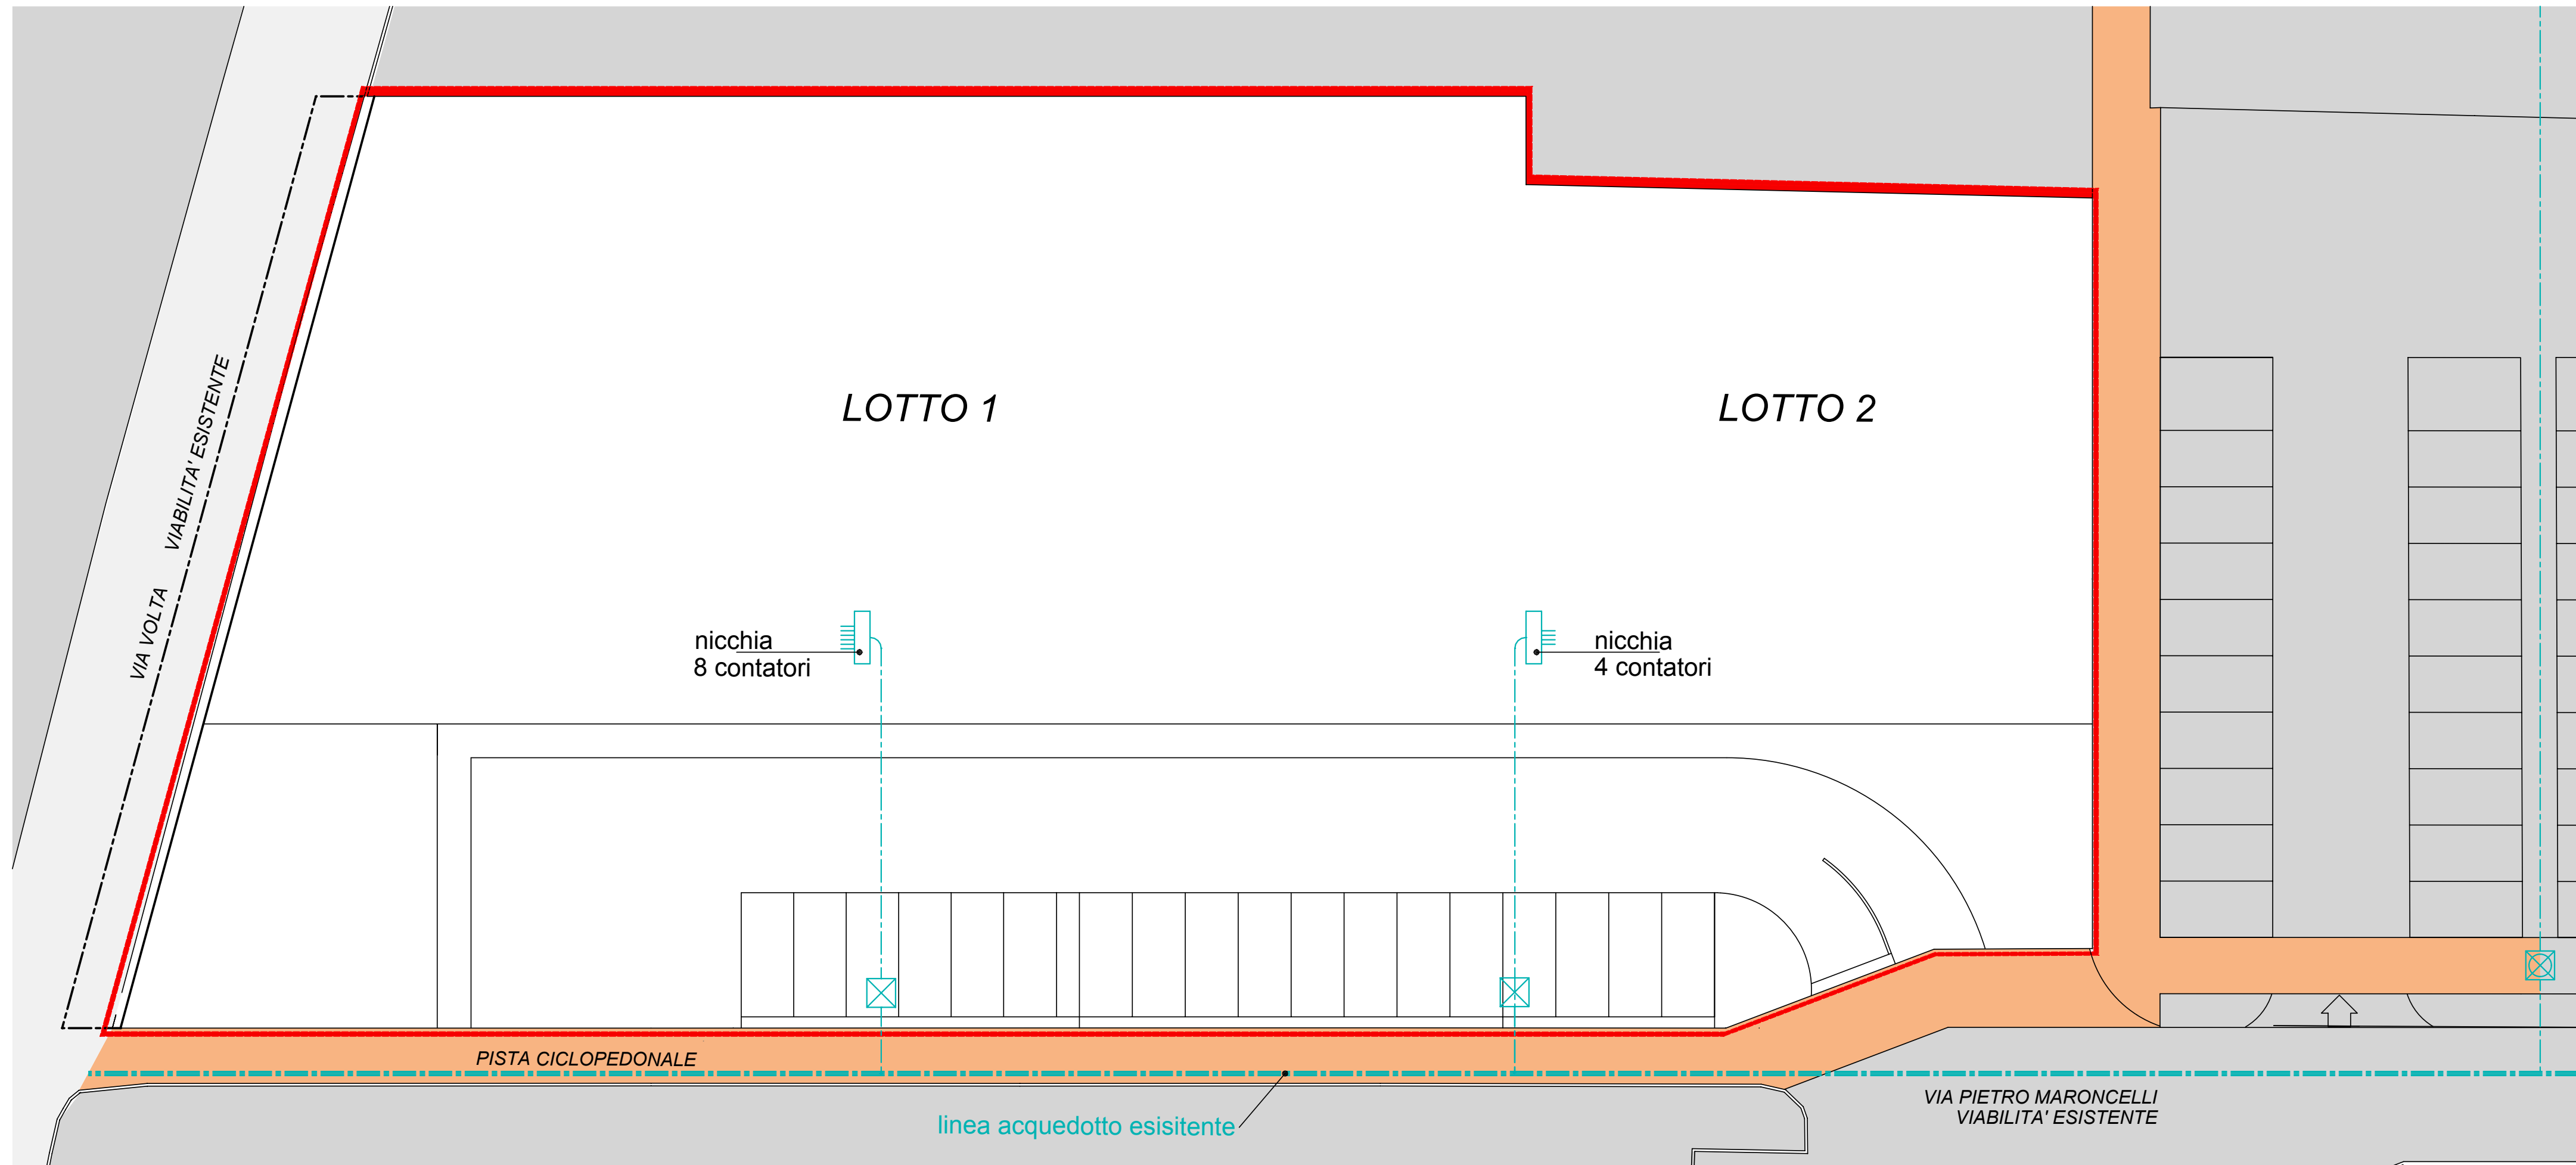 LOTTO 1
LOTTO 2
VIA VOLTA VIABILITA' ESISTENTE
nicchia
8 contatori
nicchia
4 contatori
PISTA CICLOPEDONALE
linea acquedotto esisitente
VIA PIETRO MARONCELLI
VIABILITA' ESISTENTE